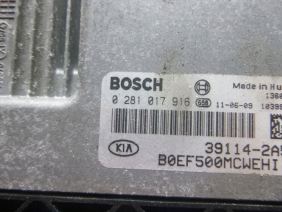 BOSCH
Made in Hu
0 281 017 916 11-06-09
KIA 39114-2A
B0EF500MCWEHI